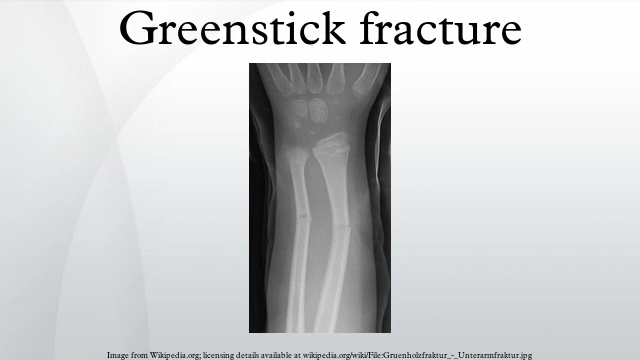 Greenstick fracture
Image from Wikipedia.org; licensing details available at wikipedia.org/wiki/File:Gruenholzfraktur_-_Unterarmfraktur.jpg